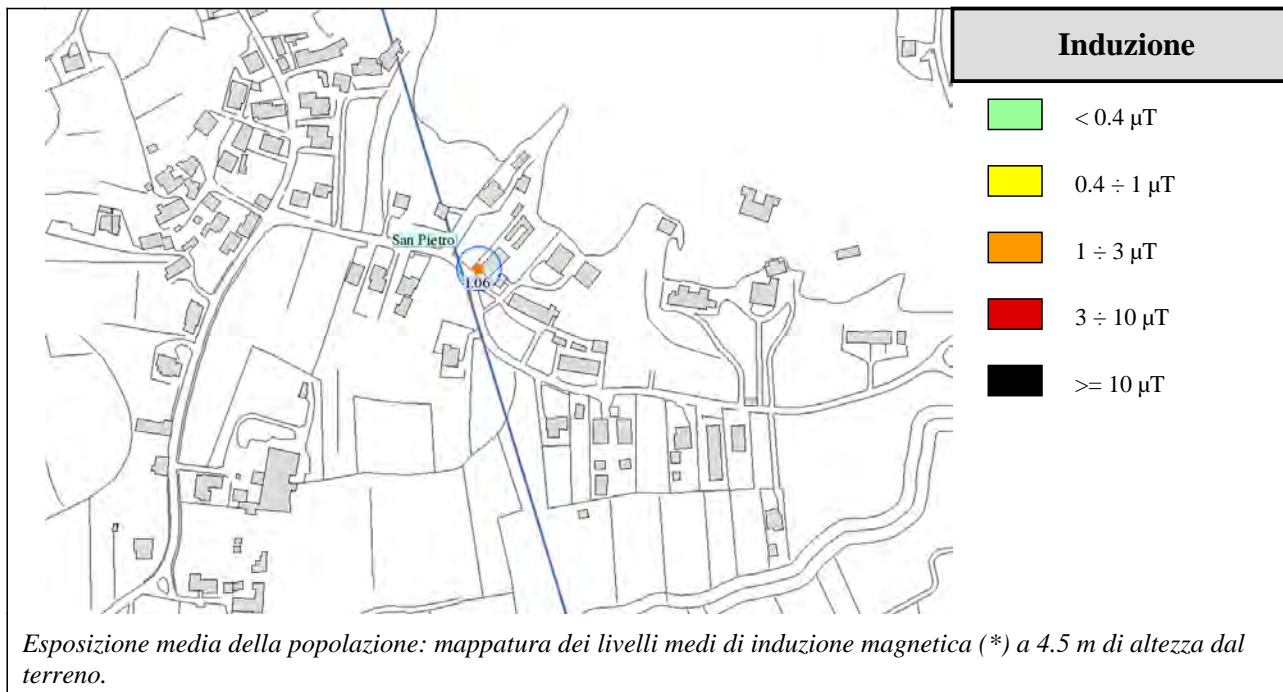 Induzione
< 0.4 µT
0.4 ÷ 1 µT
1 ÷ 3 µT
3 ÷ 10 µT
>= 10 µT
San Pietro
1.06
Esposizione media della popolazione: mappatura dei livelli medi di induzione magnetica (*) a 4.5 m di altezza dal
terreno.